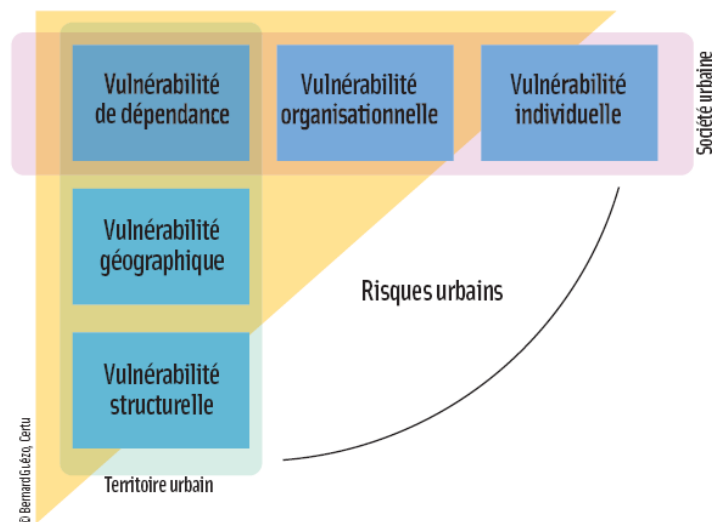 Vulnérabilité
de dépendance
Vulnérabilité
organisationnelle
Vulnérabilité
individuelle
Société urbaine
Vulnérabilité
géographique
Risques urbains
Vulnérabilité
structurelle
Territoire urbain
© Bernard Guézo, Certu